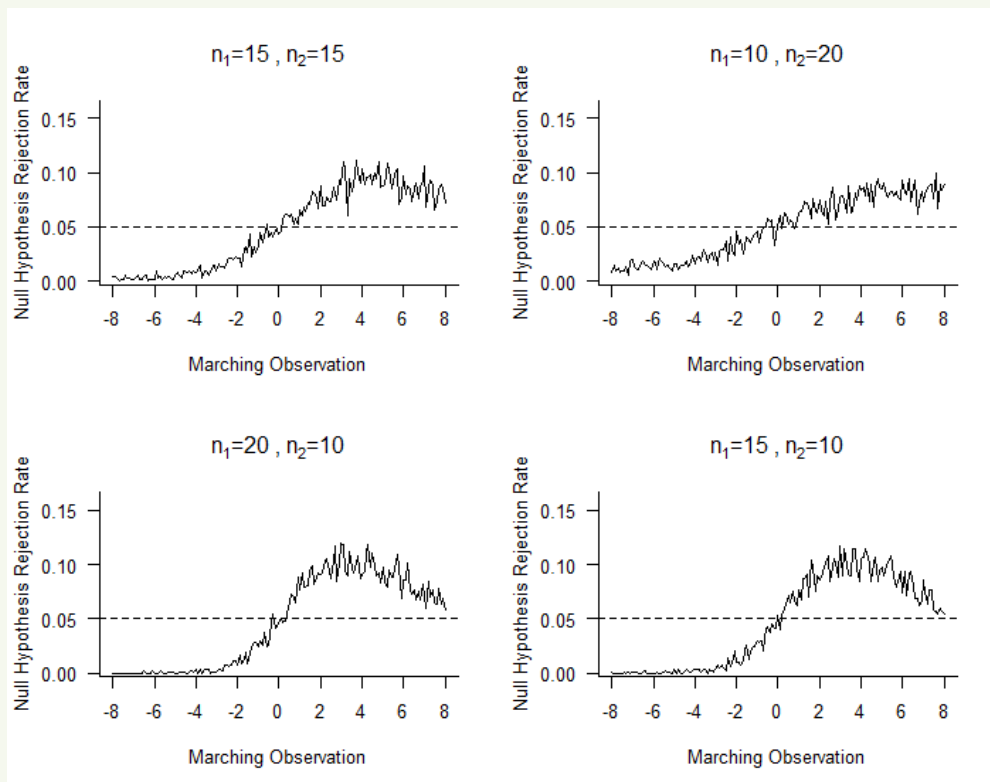 n₁=15 , n₂=15
Null Hypothesis Rejection Rate
0.15
0.10
0.05
0.00
-8 -6 -4 -2 0 2 4 6 8
Marching Observation
n₁=10 , n₂=20
Null Hypothesis Rejection Rate
0.15
0.10
0.05
0.00
-8 -6 -4 -2 0 2 4 6 8
Marching Observation
n₁=20 , n₂=10
Null Hypothesis Rejection Rate
0.15
0.10
0.05
0.00
-8 -6 -4 -2 0 2 4 6 8
Marching Observation
n₁=15 , n₂=10
Null Hypothesis Rejection Rate
0.15
0.10
0.05
0.00
-8 -6 -4 -2 0 2 4 6 8
Marching Observation